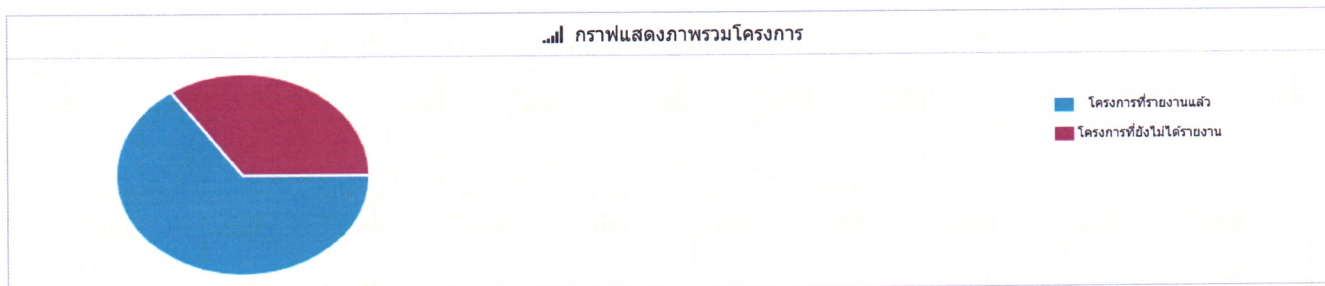 กราฟแสดงภาพรวมโครงการ
โครงการที่รายงานแล้ว
โครงการที่ยังไม่ได้รายงาน